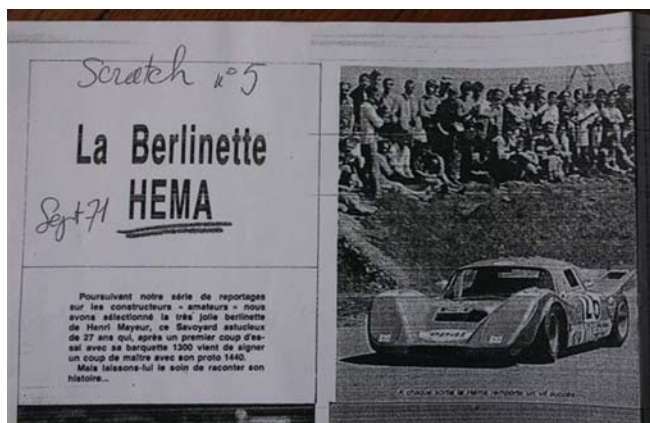 Scratch n° 5
La Berlinette
HEMA
Sept 71
Poursuivant notre série de reportages
sur les constructeurs « amateurs » nous
avons sélectionné la très jolie berlinette
de Henri Mayeur, ce Savoyard astucieux
de 27 ans qui, après un premier coup d'es-
sai avec sa barquette 1300 vient de signer
un coup de maître avec son proto 1440.
Mais laissons-lui le soin de raconter son
histoire...
26
A chaque sortie la Hema remporte un vif succès.